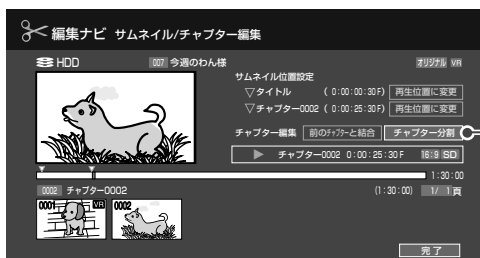 編集ナビ サムネイル/チャプター編集
HDD 007 今週のわん様 オリジナル VR
サムネイル位置設定
▽タイトル ( 0:00:00:30F) 再生位置に変更
▽チャプター0002 ( 0:00:25:30F) 再生位置に変更
チャプター編集 前のチャプターと結合 チャプター分割
▶ チャプター0002 0:00:25:30F 16:9 SD
1:30:00
0002 チャプター0002 (1:30:00) 1/ 1頁
0001 VR 0002
完了